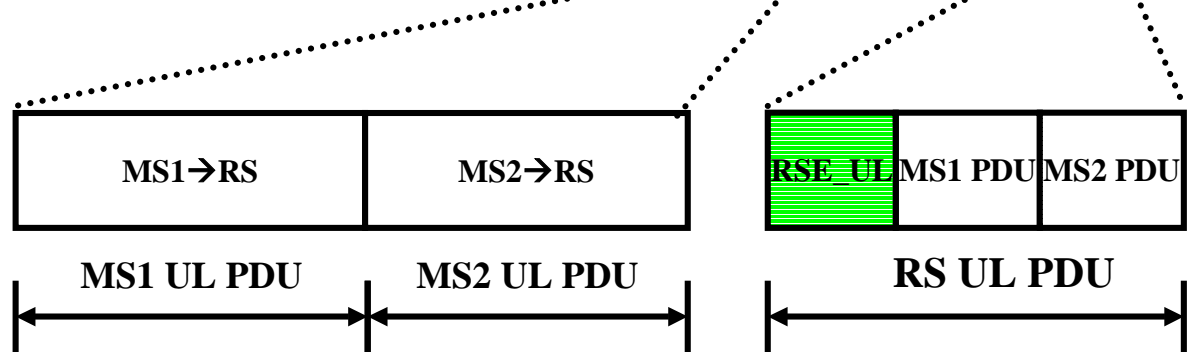 MS1→RS MS2→RS RSE_UL MS1 PDU MS2 PDU
MS1 UL PDU MS2 UL PDU RS UL PDU